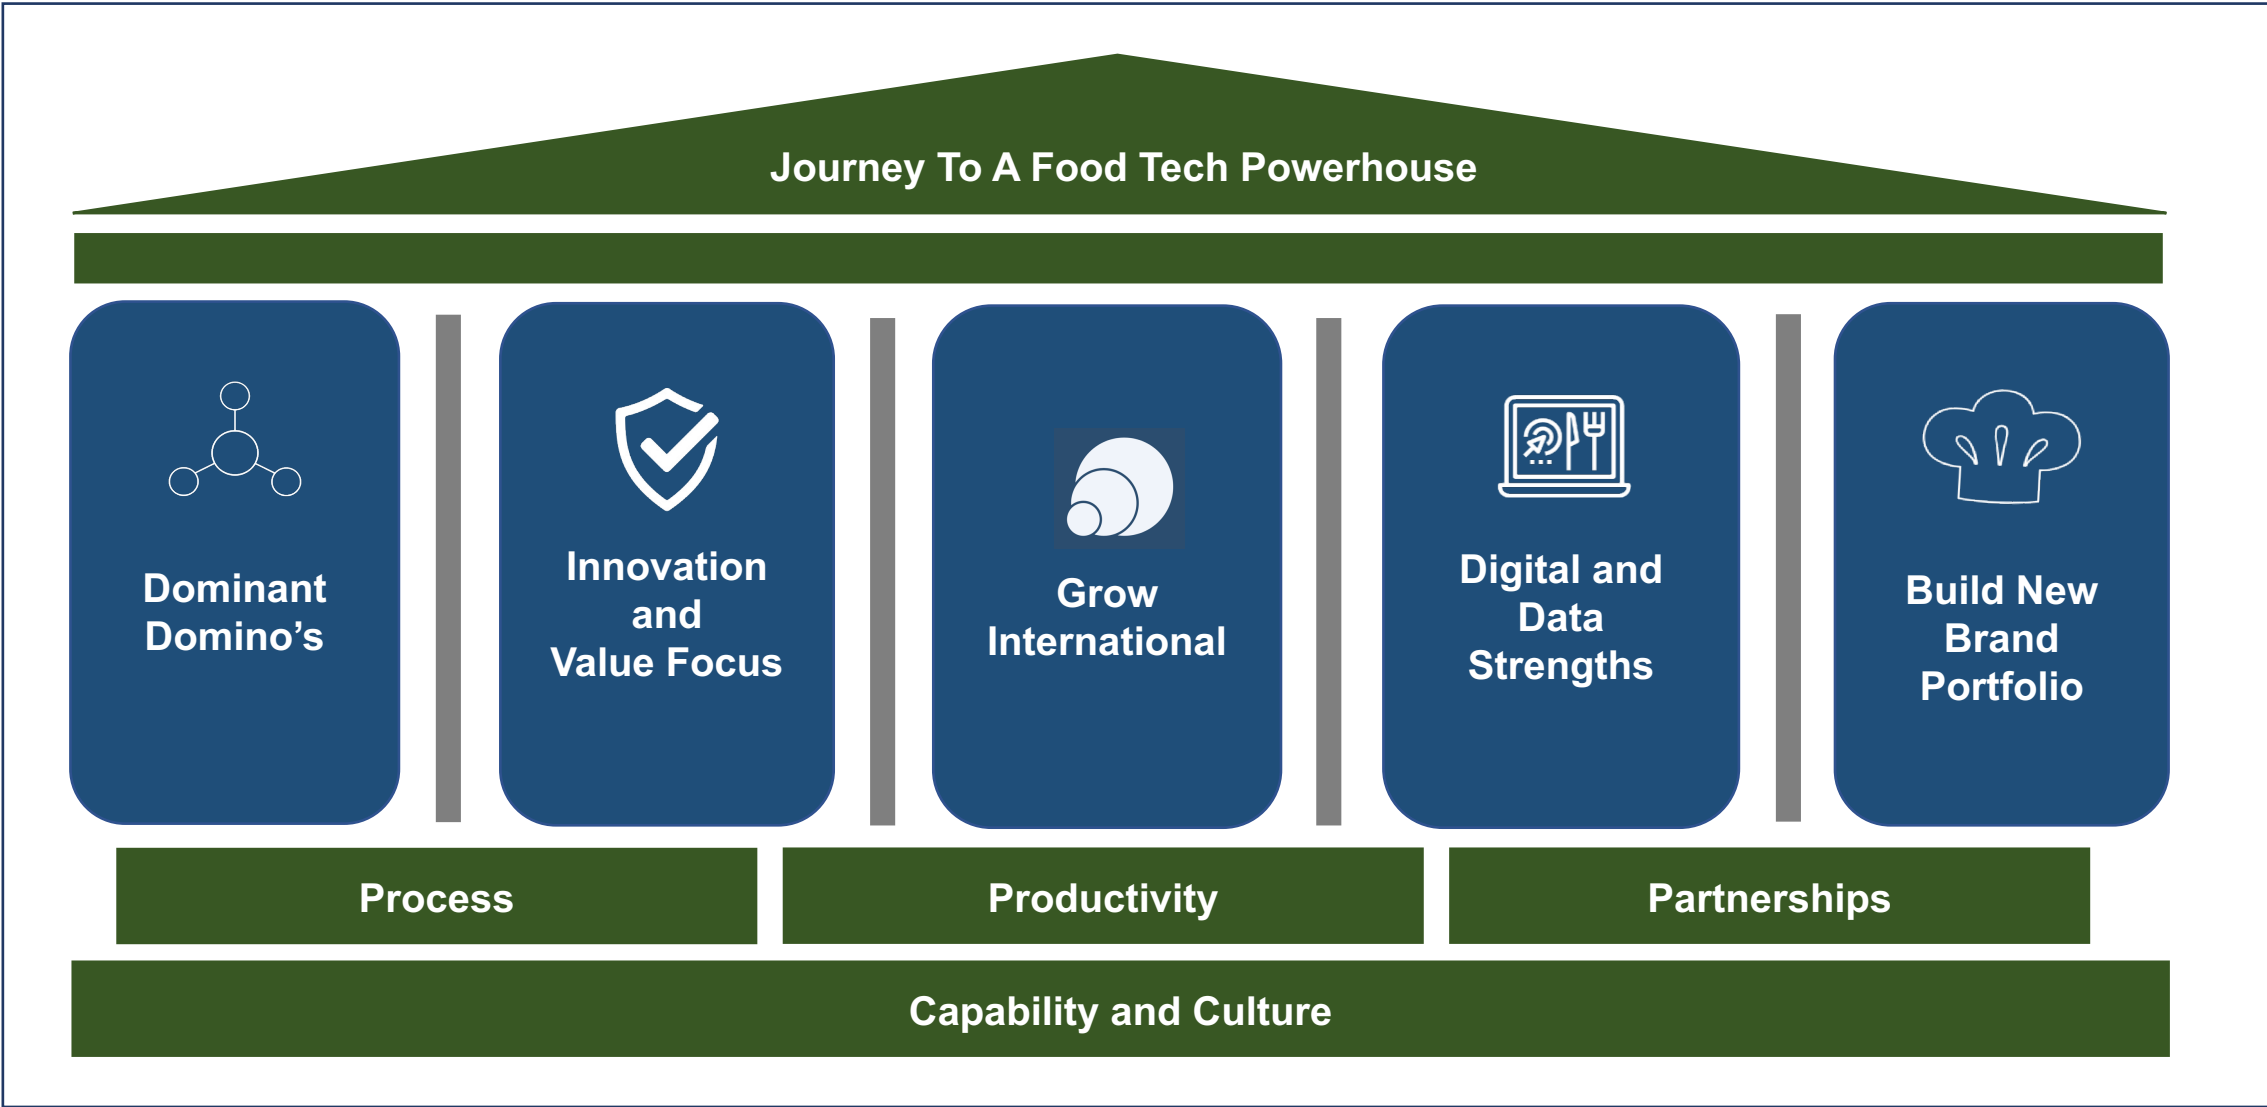 Journey To A Food Tech Powerhouse
Dominant
Domino’s
Innovation
and
Value Focus
Grow
International
Digital and
Data
Strengths
Build New
Brand
Portfolio
Process
Productivity
Partnerships
Capability and Culture